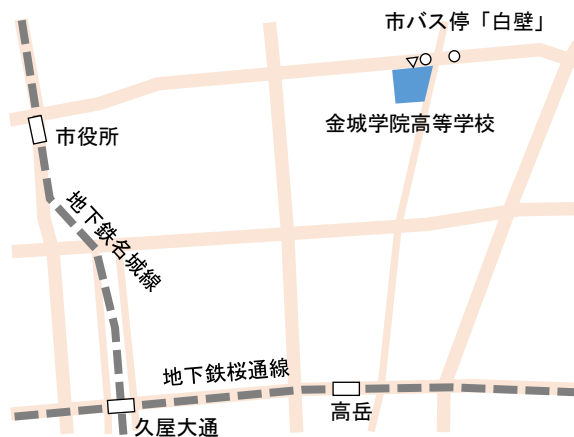 市バス停「白壁」
金城学院高等学校
市役所
地下鉄名城線
地下鉄桜通線
高岳
久屋大通